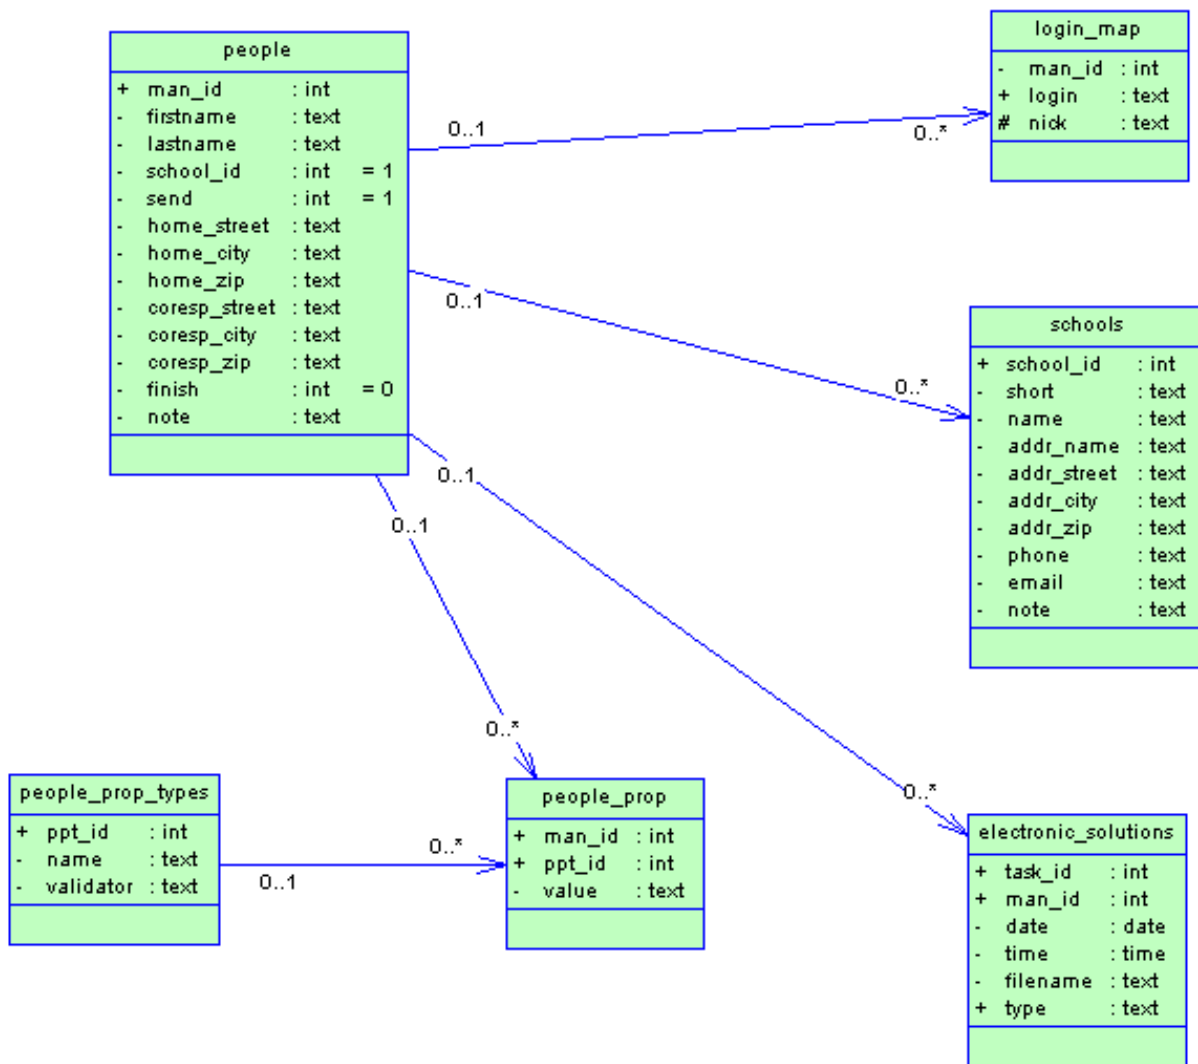 people
+ man_id : int
- firstname : text
- lastname : text
- school_id : int = 1
- send : int = 1
- home_street : text
- home_city : text
- home_zip : text
- coresp_street : text
- coresp_city : text
- coresp_zip : text
- finish : int = 0
- note : text
login_map
- man_id : int
+ login : text
# nick : text
0..1
0..*
0..1
0..*
schools
+ school_id : int
- short : text
- name : text
- addr_name : text
- addr_street : text
- addr_city : text
- addr_zip : text
- phone : text
- email : text
- note : text
0..1
0..1
0..*
0..*
people_prop_types
+ ppt_id : int
- name : text
- validator : text
0..1
0..*
people_prop
+ man_id : int
+ ppt_id : int
- value : text
electronic_solutions
+ task_id : int
+ man_id : int
- date : date
- time : time
- filename : text
+ type : text